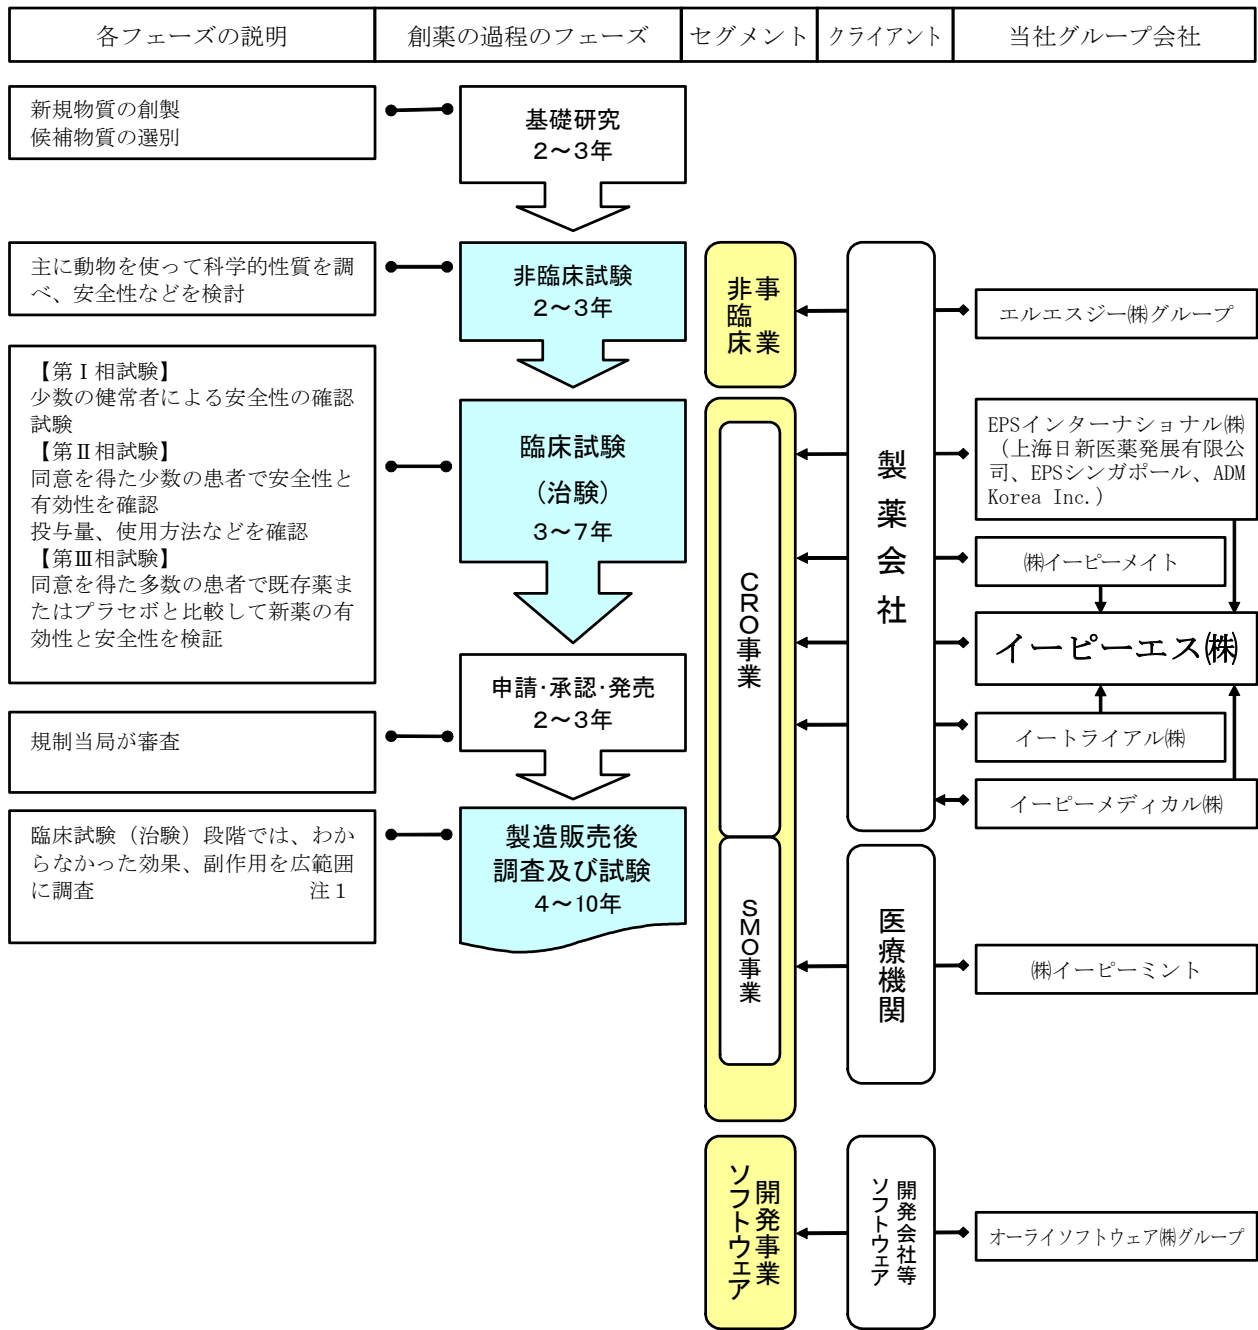 各フェーズの説明
創薬の過程のフェーズ
セグメント
クライアント
当社グループ会社
新規物質の創製
候補物質の選別
基礎研究
2～3年
主に動物を使って科学的性質を調
べ、安全性などを検討
非臨床試験
2～3年
非臨床
事業
エルエスジー㈱グループ
【第Ⅰ相試験】
少数の健常者による安全性の確認
試験
【第Ⅱ相試験】
同意を得た少数の患者で安全性と
有効性を確認
投与量、使用方法などを確認
【第Ⅲ相試験】
同意を得た多数の患者で既存薬ま
たはプラセボと比較して新薬の有
効性と安全性を検証
臨床試験
（治験）
3～7年
CRO事業
製薬会社
EPSインターナショナル㈱
（上海日新医薬発展有限公
司、EPSシンガポール、ADM
Korea Inc.）
㈱イーピーメイト
イーピーエス㈱
イートライアル㈱
イーピーメディカル㈱
規制当局が審査
申請・承認・発売
2～3年
臨床試験（治験）段階では、わか
らなかった効果、副作用を広範囲
に調査 注１
製造販売後
調査及び試験
4～10年
SMO事業
医療機関
㈱イーピーミント
ソフトウェア
開発事業
ソフトウェア
開発会社等
オーライソフトウェア㈱グループ